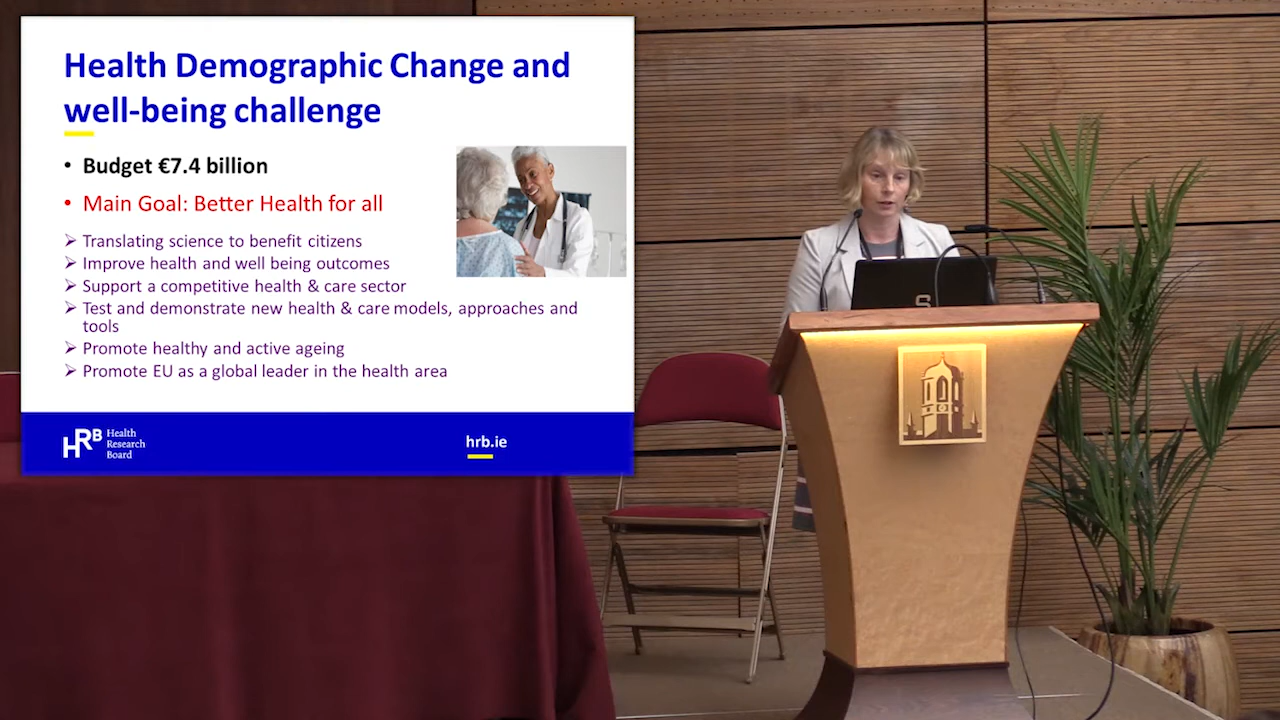 Health Demographic Change and
well-being challenge
• Budget €7.4 billion
• Main Goal: Better Health for all
➢ Translating science to benefit citizens
➢ Improve health and well being outcomes
➢ Support a competitive health & care sector
➢ Test and demonstrate new health & care models, approaches and
tools
➢ Promote healthy and active ageing
➢ Promote EU as a global leader in the health area
HRB Health
Research
Board
hrb.ie